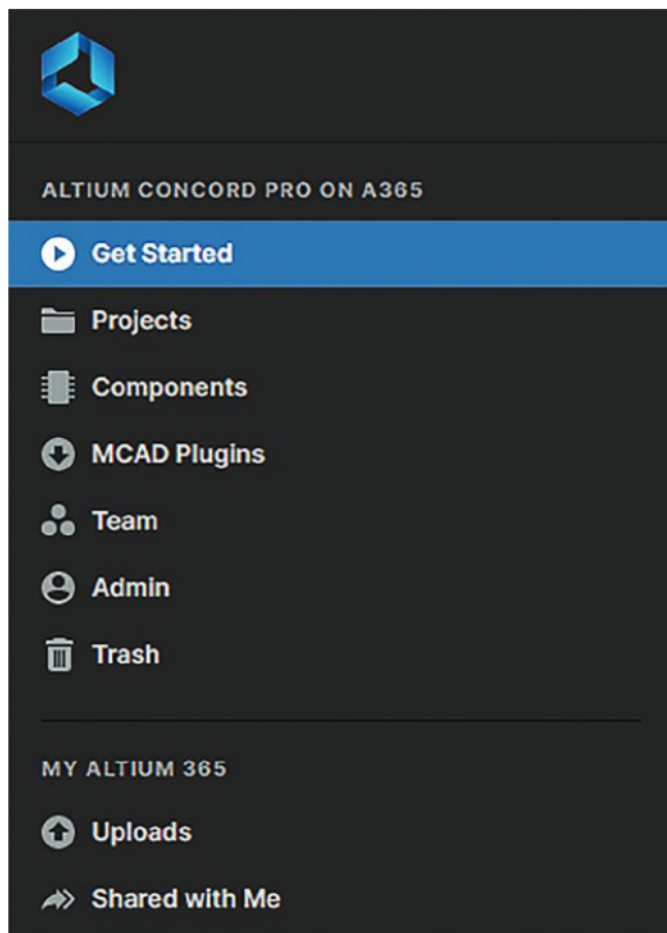 ALTIUM CONCORD PRO ON A365
Get Started
Projects
Components
MCAD Plugins
Team
Admin
Trash
MY ALTIUM 365
Uploads
Shared with Me